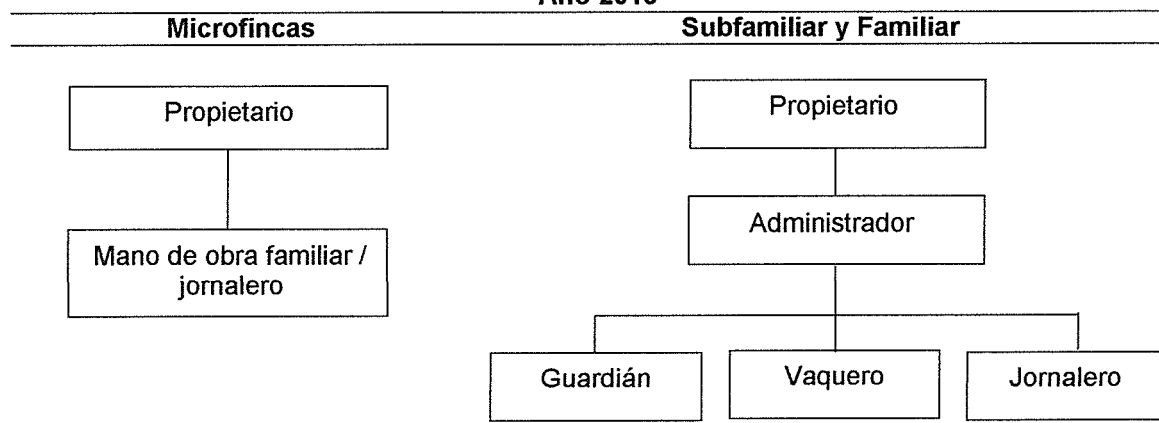 Microfincas
Subfamiliar y Familiar
Propietario
Mano de obra familiar /
jornalero
Propietario
Administrador
Guardián
Vaquero
Jornalero